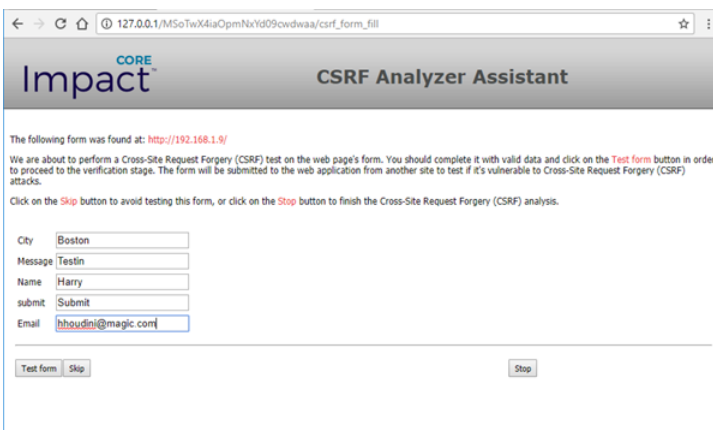 127.0.0.1/MSoTwX4iaOpmNxYd09cwdwaa/csrf_form_fill
CORE
Impact™
CSRF Analyzer Assistant
The following form was found at: http://192.168.1.9/
We are about to perform a Cross-Site Request Forgery (CSRF) test on the web page's form. You should complete it with valid data and click on the Test form button in order
to proceed to the verification stage. The form will be submitted to the web application from another site to test if it's vulnerable to Cross-Site Request Forgery (CSRF)
attacks.
Click on the Skip button to avoid testing this form, or click on the Stop button to finish the Cross-Site Request Forgery (CSRF) analysis.
City Boston
Message Testin
Name Harry
submit Submit
Email hhoudini@magic.com
Test form Skip Stop